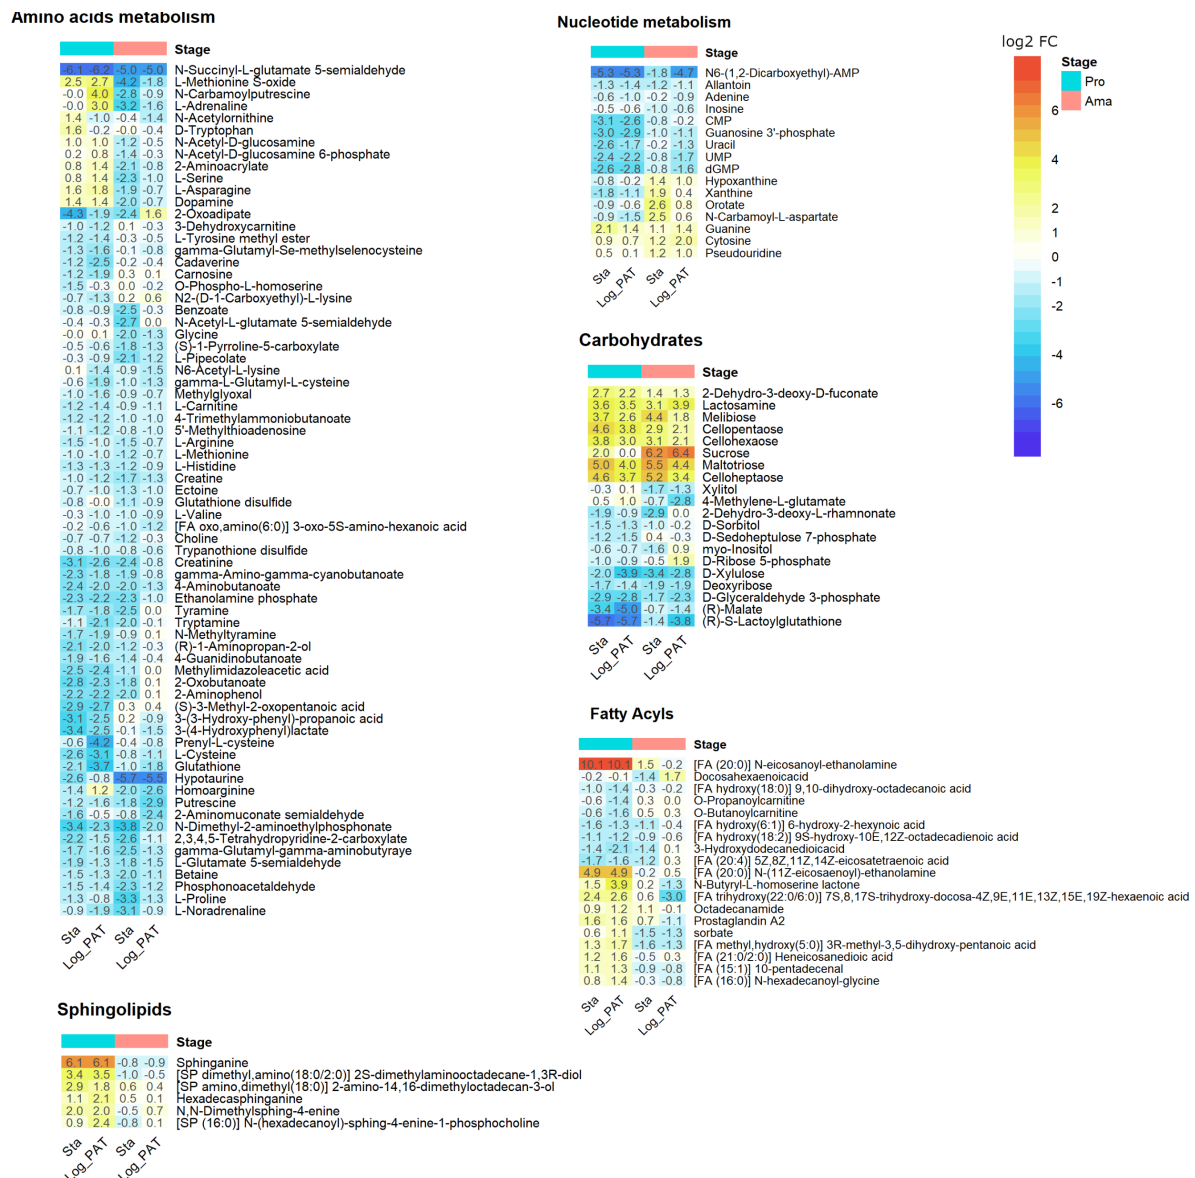 Amino acids metabolism
Stage
-6.1 -6.2 -5.0 -5.0 N-Succinyl-L-glutamate 5-semialdehyde
2.5 2.7 -4.2 -1.8 L-Methionine S-oxide
-0.0 4.0 -2.8 -0.9 N-Carbamoylputrescine
-0.0 3.0 -3.2 -1.6 L-Adrenaline
1.4 -1.0 -0.4 -1.4 N-Acetylornithine
1.6 -0.2 -0.0 -0.4 D-Tryptophan
1.0 1.0 -1.2 -0.5 N-Acetyl-D-glucosamine
0.2 0.8 -1.4 -0.3 N-Acetyl-D-glucosamine 6-phosphate
0.8 1.4 -2.1 -0.8 2-Aminoacrylate
0.8 1.4 -2.3 -1.0 L-Serine
1.6 1.8 -1.9 -0.7 L-Asparagine
1.4 1.4 -2.0 -0.7 Dopamine
-4.3 -1.9 -2.4 1.6 2-Oxoadipate
-1.0 -1.2 0.1 -0.3 3-Dehydroxycarnitine
-1.2 -1.4 -0.3 -0.5 L-Tyrosine methyl ester
-1.3 -1.6 -0.1 -0.8 gamma-Glutamyl-Se-methylselenocysteine
-1.2 -2.5 -0.2 -0.4 Cadaverine
-1.2 -1.9 0.3 0.1 Carnosine
-1.5 -0.3 0.0 -0.2 O-Phospho-L-homoserine
-0.7 -1.3 0.2 0.6 N2-(D-1-Carboxyethyl)-L-lysine
-0.8 -0.9 -2.5 -0.3 Benzoate
-0.4 -0.3 -2.7 0.0 N-Acetyl-L-glutamate 5-semialdehyde
-0.0 0.1 -2.0 -1.3 Glycine
-0.5 -0.6 -1.8 -1.3 (S)-1-Pyrroline-5-carboxylate
-0.3 -0.9 -2.1 -1.2 L-Pipecolate
0.1 -1.4 -0.9 -1.5 N6-Acetyl-L-lysine
-0.6 -1.9 -1.0 -1.3 gamma-L-Glutamyl-L-cysteine
-1.0 -1.6 -0.9 -0.7 Methylglyoxal
-1.2 -1.4 -0.9 -1.1 L-Carnitine
-1.2 -1.2 -1.0 -1.0 4-Trimethylammoniobutanoate
-1.1 -1.2 -0.8 -1.0 5'-Methylthioadenosine
-1.5 -1.0 -1.5 -0.7 L-Arginine
-1.5 -1.0 -1.2 -0.7 L-Methionine
-1.3 -1.3 -1.2 -0.9 L-Histidine
-1.0 -1.2 -1.7 -1.3 Creatine
-0.7 -1.0 -1.3 -1.0 Ectoine
-0.8 -0.0 -1.1 -0.9 Glutathione disulfide
-0.3 -1.0 -1.0 -0.9 L-Valine
-0.2 -0.6 -1.0 -1.2 [FA oxo,amino(6:0)] 3-oxo-5S-amino-hexanoic acid
-0.7 -0.7 -1.2 -0.3 Choline
-0.8 -1.0 -0.8 -0.6 Trypanothione disulfide
-3.1 -2.6 -2.4 -0.8 Creatinine
-2.3 -1.8 -1.9 -0.8 gamma-Amino-gamma-cyanobutanoate
-2.4 -2.0 -2.0 -1.3 4-Aminobutanoate
-2.3 -2.2 -2.3 -1.0 Ethanolamine phosphate
-1.7 -1.8 -2.5 0.0 Tyramine
-1.1 -2.1 -2.0 -0.1 Tryptamine
-1.7 -1.9 -0.9 0.1 N-Methyltyramine
-2.1 -2.0 -1.2 -0.3 (R)-1-Aminopropan-2-ol
-1.9 -1.6 -1.4 -0.4 4-Guanidinobutanoate
-2.5 -2.4 -1.1 0.0 Methylimidazoleacetic acid
-2.8 -2.3 -1.8 0.1 2-Oxobutanoate
-2.2 -2.2 -2.0 0.1 2-Aminophenol
-2.9 -2.7 0.3 0.4 (S)-3-Methyl-2-oxopentanoic acid
-3.1 -2.5 0.2 -0.9 3-(3-Hydroxy-phenyl)-propanoic acid
-3.4 -2.5 -0.1 -1.5 3-(4-Hydroxyphenyl)lactate
-0.6 -4.2 -0.4 -0.8 Prenyl-L-cysteine
-2.6 -3.1 -0.8 -1.1 L-Cysteine
-2.1 -3.7 -1.0 -1.8 Glutathione
-2.6 -0.8 -5.7 -5.5 Hypotaurine
-1.4 1.2 -2.0 -2.6 Homoarginine
-1.2 -1.6 -1.8 -2.9 Putrescine
-1.6 -0.5 -0.8 -2.4 2-Aminomuconate semialdehyde
-3.4 -2.3 -3.8 -2.0 N-Dimethyl-2-aminoethylphosphonate
-2.2 -1.5 -2.6 -1.1 2,3,4,5-Tetrahydropyridine-2-carboxylate
-1.7 -1.6 -2.5 -1.3 gamma-Glutamyl-gamma-aminobutyraye
-1.9 -1.3 -1.8 -1.5 L-Glutamate 5-semialdehyde
-1.5 -1.3 -2.0 -1.1 Betaine
-1.5 -1.4 -2.3 -1.2 Phosphonoacetaldehyde
-1.3 -0.8 -3.3 -1.3 L-Proline
-0.9 -1.9 -3.1 -0.9 L-Noradrenaline
Sta Log_PAT Sta Log_PAT
Sphingolipids
Stage
6.1 6.1 -0.8 -0.9 Sphinganine
3.4 3.5 -1.0 -0.5 [SP dimethyl,amino(18:0/2:0)] 2S-dimethylaminooctadecane-1,3R-diol
2.9 1.8 0.6 0.4 [SP amino,dimethyl(18:0)] 2-amino-14,16-dimethyloctadecan-3-ol
1.1 2.1 0.5 0.1 Hexadecasphinganine
2.0 2.0 -0.5 0.7 N,N-Dimethylsphing-4-enine
0.9 2.4 -0.8 0.1 [SP (16:0)] N-(hexadecanoyl)-sphing-4-enine-1-phosphocholine
Sta Log_PAT Sta Log_PAT
Nucleotide metabolism
Stage
-5.3 -5.3 -1.8 -4.7 N6-(1,2-Dicarboxyethyl)-AMP
-1.3 -1.4 -1.2 -1.1 Allantoin
-0.6 -1.0 -0.2 -0.9 Adenine
-0.5 -0.6 -1.0 -0.6 Inosine
-3.1 -2.6 -0.8 -0.2 CMP
-3.0 -2.9 -1.0 -1.1 Guanosine 3'-phosphate
-2.6 -1.7 -0.2 -1.3 Uracil
-2.4 -2.2 -0.8 -1.7 UMP
-2.6 -2.8 -0.8 -1.6 dGMP
-0.8 -0.2 1.4 1.0 Hypoxanthine
-1.8 -1.1 1.9 0.4 Xanthine
-0.9 -0.6 2.6 0.8 Orotate
-0.9 -1.5 2.5 0.6 N-Carbamoyl-L-aspartate
2.1 1.4 1.1 1.4 Guanine
0.9 0.7 1.2 2.0 Cytosine
0.5 0.1 1.2 1.0 Pseudouridine
Sta Log_PAT Sta Log_PAT
Carbohydrates
Stage
2.7 2.2 1.4 1.3 2-Dehydro-3-deoxy-D-fuconate
3.6 3.5 3.1 3.9 Lactosamine
3.7 2.6 4.4 1.8 Melibiose
4.6 3.8 2.9 2.1 Cellopentaose
3.8 3.0 3.1 2.1 Cellohexaose
2.0 0.0 6.2 6.4 Sucrose
5.0 4.0 5.5 4.4 Maltotriose
4.6 3.7 5.2 3.4 Celloheptaose
-0.3 0.1 -1.7 -1.3 Xylitol
0.5 1.0 -0.7 -2.8 4-Methylene-L-glutamate
-1.9 -0.9 -2.9 0.0 2-Dehydro-3-deoxy-L-rhamnonate
-1.5 -1.3 -1.0 -0.2 D-Sorbitol
-1.2 -1.5 0.4 -0.3 D-Sedoheptulose 7-phosphate
-0.6 -0.7 -1.6 0.9 myo-Inositol
-1.0 -0.9 -0.5 1.9 D-Ribose 5-phosphate
-2.0 -3.9 -3.4 -2.8 D-Xylulose
-1.7 -1.4 -1.9 -1.9 Deoxyribose
-2.9 -2.8 -1.7 -2.3 D-Glyceraldehyde 3-phosphate
-3.4 -5.0 -0.7 -1.4 (R)-Malate
-5.7 -5.7 -1.4 -3.8 (R)-S-Lactoylglutathione
Sta Log_PAT Sta Log_PAT
Fatty Acyls
Stage
10.1 10.1 1.5 -0.2 [FA (20:0)] N-eicosanoyl-ethanolamine
-0.2 -0.1 -1.4 1.7 Docosahexaenoicacid
-1.0 -1.4 -0.3 -0.2 [FA hydroxy(18:0)] 9,10-dihydroxy-octadecanoic acid
-0.6 -1.4 0.3 0.0 O-Propanoylcarnitine
-0.6 -1.6 0.5 0.3 O-Butanoylcarnitine
-1.6 -1.3 -1.1 -0.4 [FA hydroxy(6:1)] 6-hydroxy-2-hexynoic acid
-1.1 -1.2 -0.9 -0.6 [FA hydroxy(18:2)] 9S-hydroxy-10E,12Z-octadecadienoic acid
-1.4 -2.1 -1.4 0.1 3-Hydroxydodecanedioicacid
-1.7 -1.6 -1.2 0.3 [FA (20:4)] 5Z,8Z,11Z,14Z-eicosatetraenoic acid
4.9 4.9 -0.2 0.5 [FA (20:0)] N-(11Z-eicosaenoyl)-ethanolamine
1.5 3.9 0.2 -1.3 N-Butyryl-L-homoserine lactone
2.4 2.6 0.6 -3.0 [FA trihydroxy(22:0/6:0)] 7S,8,17S-trihydroxy-docosa-4Z,9E,11E,13Z,15E,19Z-hexaenoic acid
0.9 1.2 1.1 -0.1 Octadecanamide
1.6 1.6 0.7 -1.1 Prostaglandin A2
0.6 1.1 -1.5 -1.3 sorbate
1.3 1.7 -1.6 -1.3 [FA methyl,hydroxy(5:0)] 3R-methyl-3,5-dihydroxy-pentanoic acid
1.2 1.6 -0.5 0.3 [FA (21:0/2:0)] Heneicosanedioic acid
1.1 1.3 -0.9 -0.8 [FA (15:1)] 10-pentadecenal
0.8 1.4 -0.3 -0.8 [FA (16:0)] N-hexadecanoyl-glycine
Sta Log_PAT Sta Log_PAT
log2 FC
6
4
2
1
0
-1
-2
-4
-6
Stage
Pro
Ama